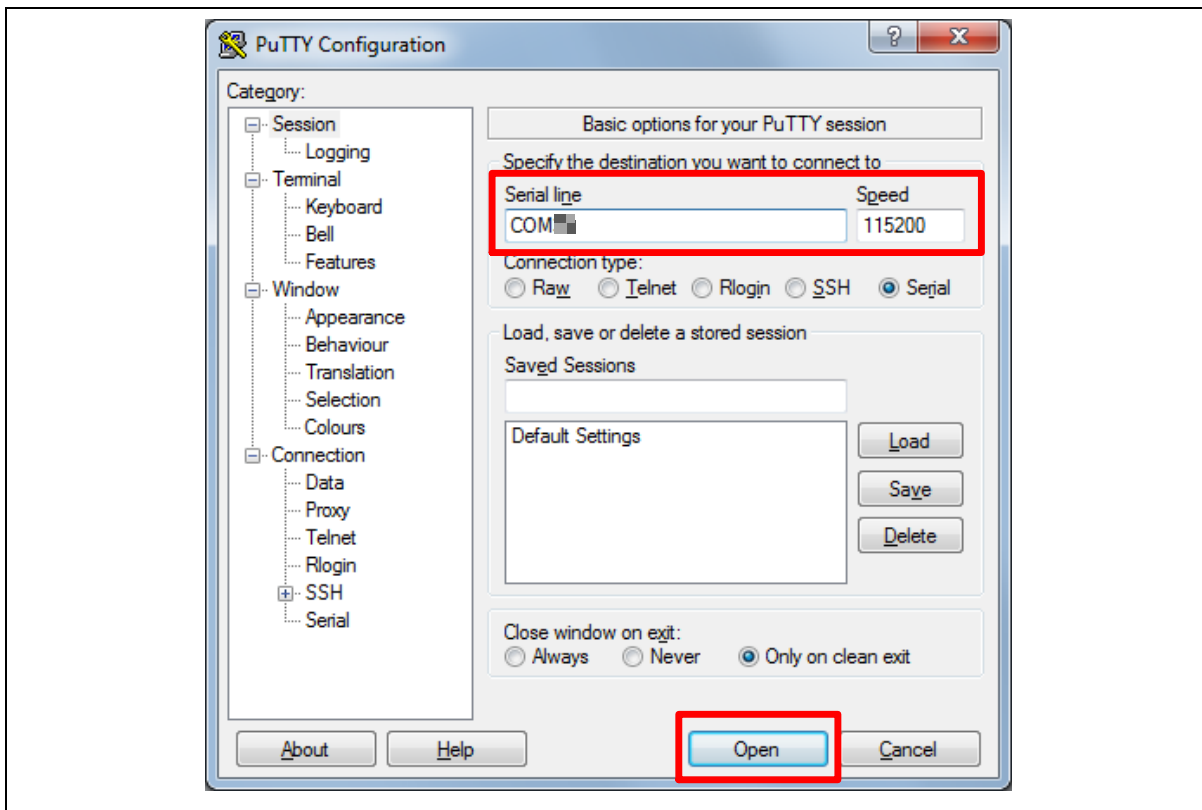 PuTTY Configuration
Category:
Session
Logging
Terminal
Keyboard
Bell
Features
Window
Appearance
Behaviour
Translation
Selection
Colours
Connection
Data
Proxy
Telnet
Rlogin
SSH
Serial
Basic options for your PuTTY session
Specify the destination you want to connect to
Serial line Speed
COM 115200
Connection type:
Raw Telnet Rlogin SSH Serial
Load, save or delete a stored session
Saved Sessions
Default Settings
Load
Save
Delete
Close window on exit:
Always Never Only on clean exit
About Help Open Cancel